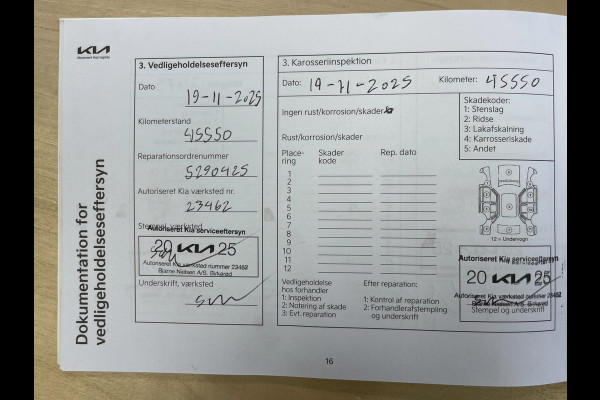 KIA
Movement that inspires
Dokumentation for
vedligeholdelseseftersyn
3. Vedligeholdelseseftersyn
Dato
19-11-2025
Kilometerstand
45550
Reparationsordrenummer
5290425
Autoriseret Kia værksted nr.
23462
Stempel, værksted
Autoriseret Kia serviceeftersyn
20 KIA 25
Autoriseret Kia værksted nummer 23462
Bjarne Nielsen A/S. Birkerød
Underskrift, værksted
3. Karosseriinspektion
Dato: 19-11-2025
Kilometer: 45550
Ingen rust/korrosion/skader
Rust/korrosion/skader
Place-
ring
Skader
kode
Rep. dato
1
2
3
4
5
6
7
8
9
10
11
12
Skadekoder:
1: Stenslag
2: Ridse
3: Lakafskalning
4: Karrosseriskade
5: Andet
12 = Undervogn
Vedligeholdelse
hos forhandler
1: Inspektion
2: Notering af skade
3: Evt. reparation
Efter reparation:
1: Kontrol af reparation
2: Forhandlerafstempling
og underskrift
Autoriseret Kia serviceeftersyn
20 KIA 25
Autoriseret Kia værksted nummer 23462
Bjarne Nielsen A/S. Birkerød
Stempel og underskrift
16